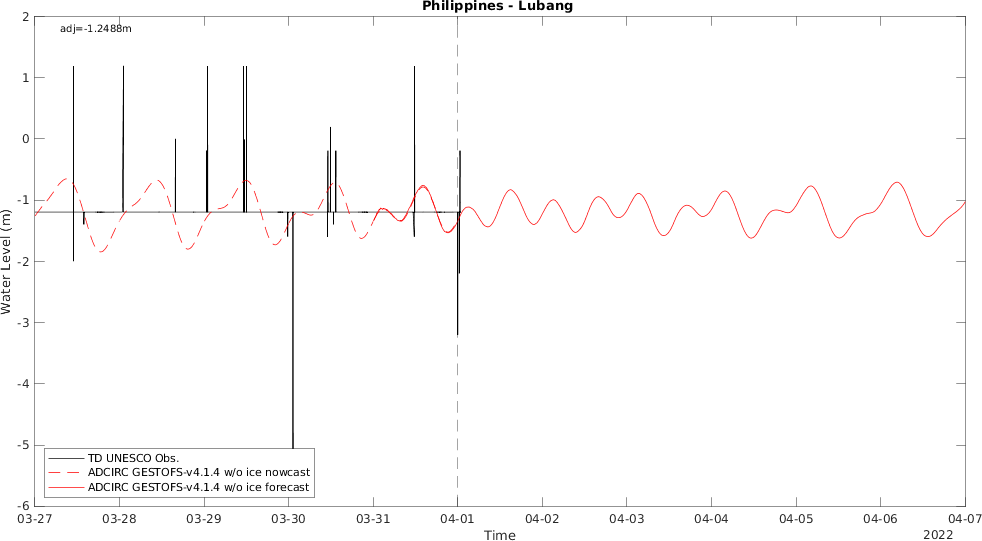 Philippines - Lubang
adj=-1.2488m
2
1
0
-1
-2
-3
-4
-5
-6
Water Level (m)
TD UNESCO Obs.
ADCIRC GESTOFS-v4.1.4 w/o ice nowcast
ADCIRC GESTOFS-v4.1.4 w/o ice forecast
03-27 03-28 03-29 03-30 03-31 04-01 04-02 04-03 04-04 04-05 04-06 04-07
Time
2022